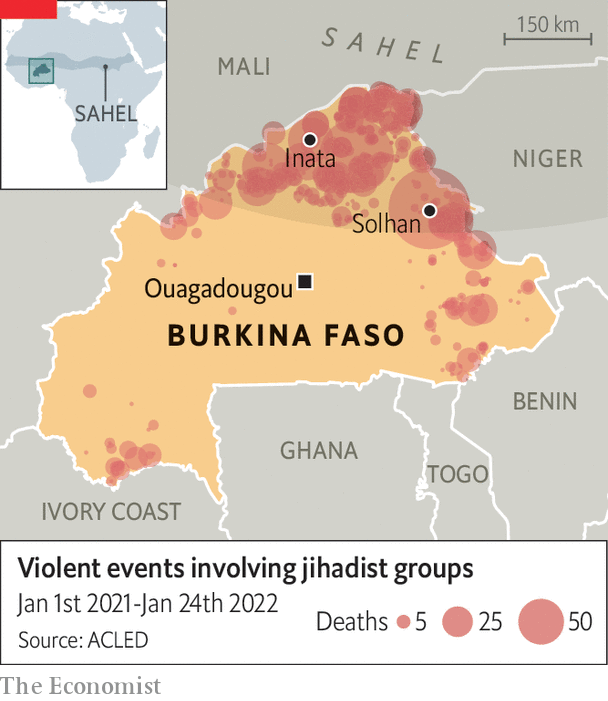 SAHEL
150 km
MALI
SAHEL
NIGER
Inata
Solhan
Ouagadougou
BURKINA FASO
BENIN
GHANA
TOGO
IVORY COAST
Violent events involving jihadist groups
Jan 1st 2021-Jan 24th 2022
Deaths 5 25 50
Source: ACLED
The Economist